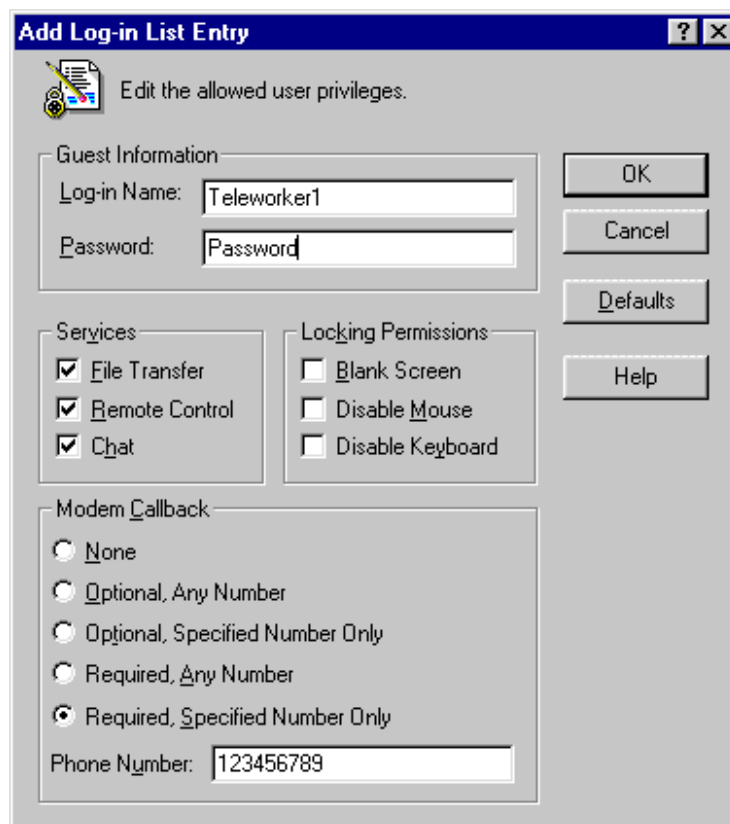 Add Log-in List Entry
Edit the allowed user privileges.
Guest Information
Log-in Name: Teleworker1
Password: Password
OK
Cancel
Defaults
Help
Services
File Transfer
Remote Control
Chat
Locking Permissions
Blank Screen
Disable Mouse
Disable Keyboard
Modem Callback
None
Optional, Any Number
Optional, Specified Number Only
Required, Any Number
Required, Specified Number Only
Phone Number: 123456789